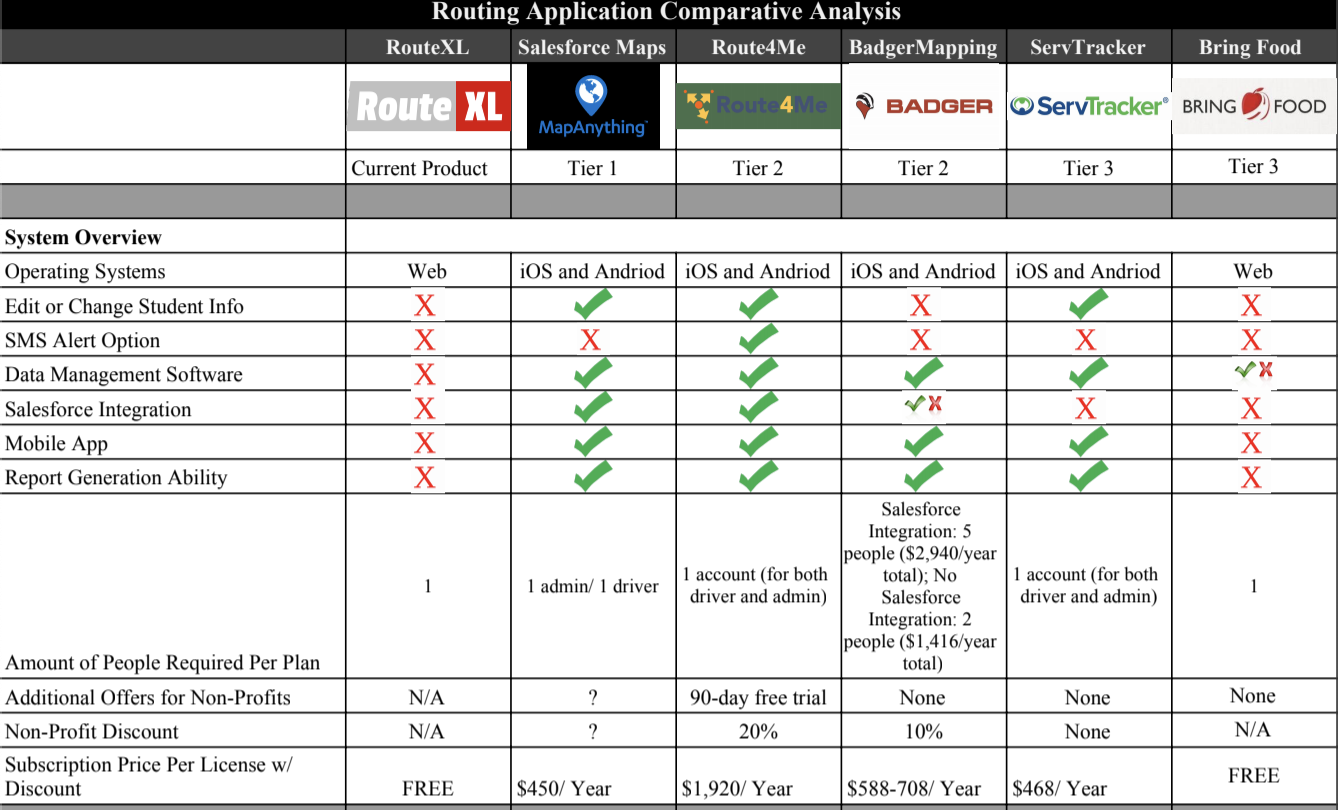 Routing Application Comparative Analysis
RouteXL Salesforce Maps Route4Me BadgerMapping ServTracker Bring Food
Route XL MapAnything Route4Me BADGER ServTracker® BRING FOOD
Current Product Tier 1 Tier 2 Tier 2 Tier 3 Tier 3
System Overview
Operating Systems Web iOS and Andriod iOS and Andriod iOS and Andriod iOS and Andriod Web
Edit or Change Student Info X ✓ ✓ X ✓ X
SMS Alert Option X X ✓ X X X
Data Management Software X ✓ ✓ ✓ ✓ ✓ X
Salesforce Integration X ✓ ✓ ✓ X X X
Mobile App X ✓ ✓ ✓ ✓ X
Report Generation Ability X ✓ ✓ ✓ ✓ X
Amount of People Required Per Plan
1
1 admin/ 1 driver
1 account (for both
driver and admin)
Salesforce
Integration: 5
people ($2,940/year
total); No
Salesforce
Integration: 2
people ($1,416/year
total)
1 account (for both
driver and admin)
1
Additional Offers for Non-Profits N/A ? 90-day free trial None None None
Non-Profit Discount N/A ? 20% 10% None N/A
Subscription Price Per License w/
Discount
FREE $450/ Year $1,920/ Year $588-708/ Year $468/ Year FREE